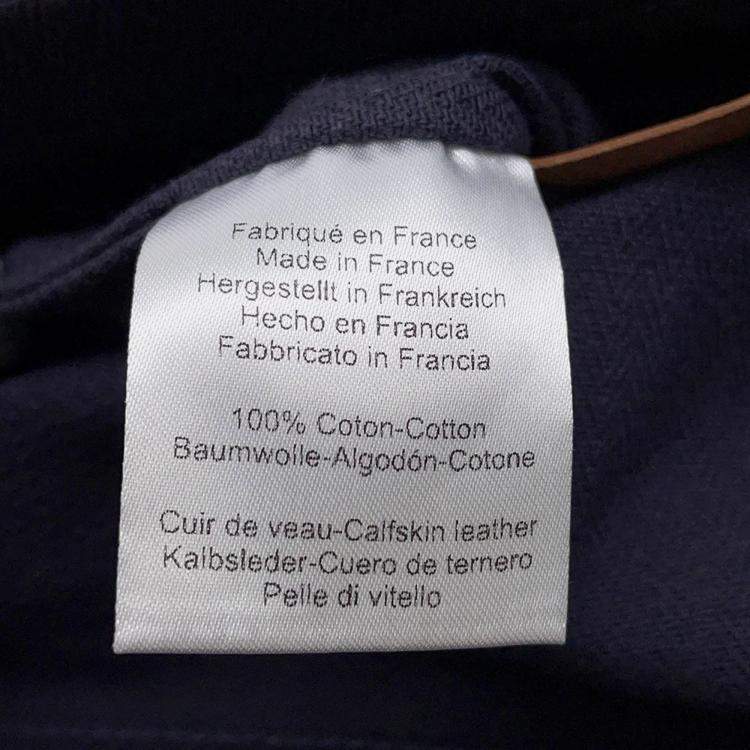 Fabriqué en France
Made in France
Hergestellt in Frankreich
Hecho en Francia
Fabbricato in Francia
100% Coton-Cotton
Baumwolle-Algodón-Cotone
Cuir de veau-Calfskin leather
Kalbsleder-Cuero de ternero
Pelle di vitello